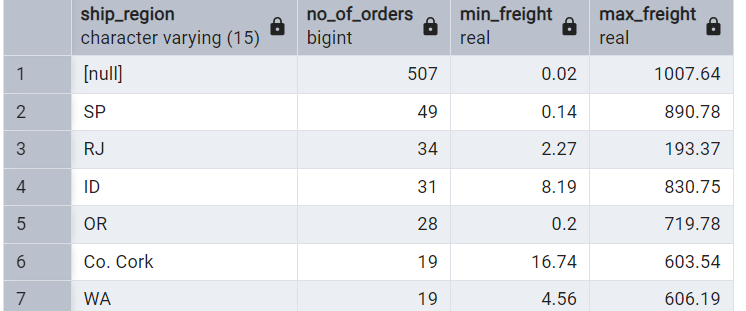 ship_region no_of_orders min_freight max_freight
character varying (15) bigint real real
1 [null] 507 0.02 1007.64
2 SP 49 0.14 890.78
3 RJ 34 2.27 193.37
4 ID 31 8.19 830.75
5 OR 28 0.2 719.78
6 Co. Cork 19 16.74 603.54
7 WA 19 4.56 606.19